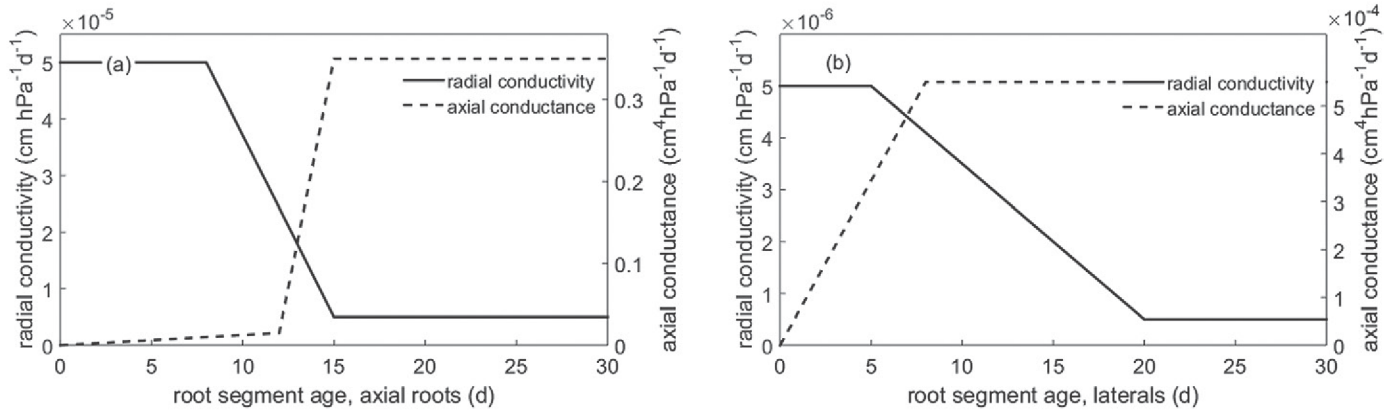 ×10⁻⁵
(a)
radial conductivity
axial conductance
radial conductivity (cm hPa⁻¹d⁻¹)
5
4
3
2
1
0
axial conductance (cm⁴hPa⁻¹d⁻¹)
0.3
0.2
0.1
0
0 5 10 15 20 25 30
root segment age, axial roots (d)
×10⁻⁶
×10⁻⁴
(b)
radial conductivity
axial conductance
radial conductivity (cm hPa⁻¹d⁻¹)
5
4
3
2
1
0
axial conductance (cm⁴hPa⁻¹d⁻¹)
5
4
3
2
1
0
0 5 10 15 20 25 30
root segment age, laterals (d)